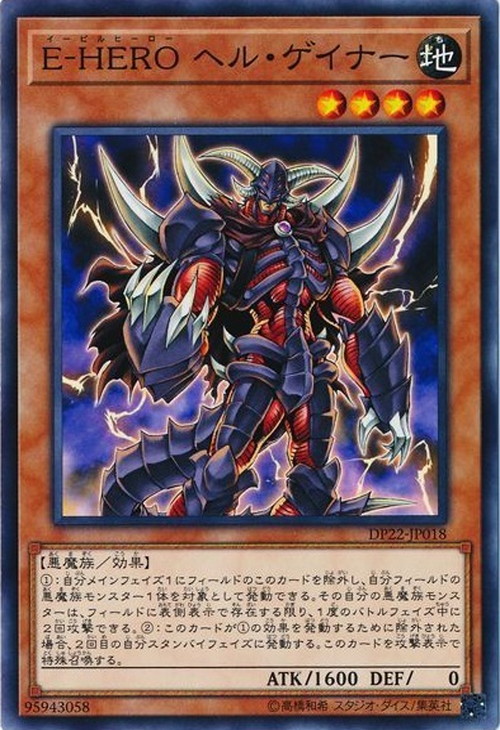 イービルヒーロー
E-HERO ヘル・ゲイナー 地
DP22-JP018
【悪魔族/効果】
①:自分メインフェイズ1にフィールドのこのカードを除外し、自分フィールドの
悪魔族モンスター1体を対象として発動できる。その自分の悪魔族モンス
ターは、フィールドに表側表示で存在する限り、1度のバトルフェイズ中に
2回攻撃できる。②:このカードが①の効果を発動するために除外された
場合、2回目の自分スタンバイフェイズに発動する。このカードを攻撃表示で
特殊召喚する。
ATK/1600 DEF/ 0
95943058 ©高橋和希 スタジオ・ダイス/集英社